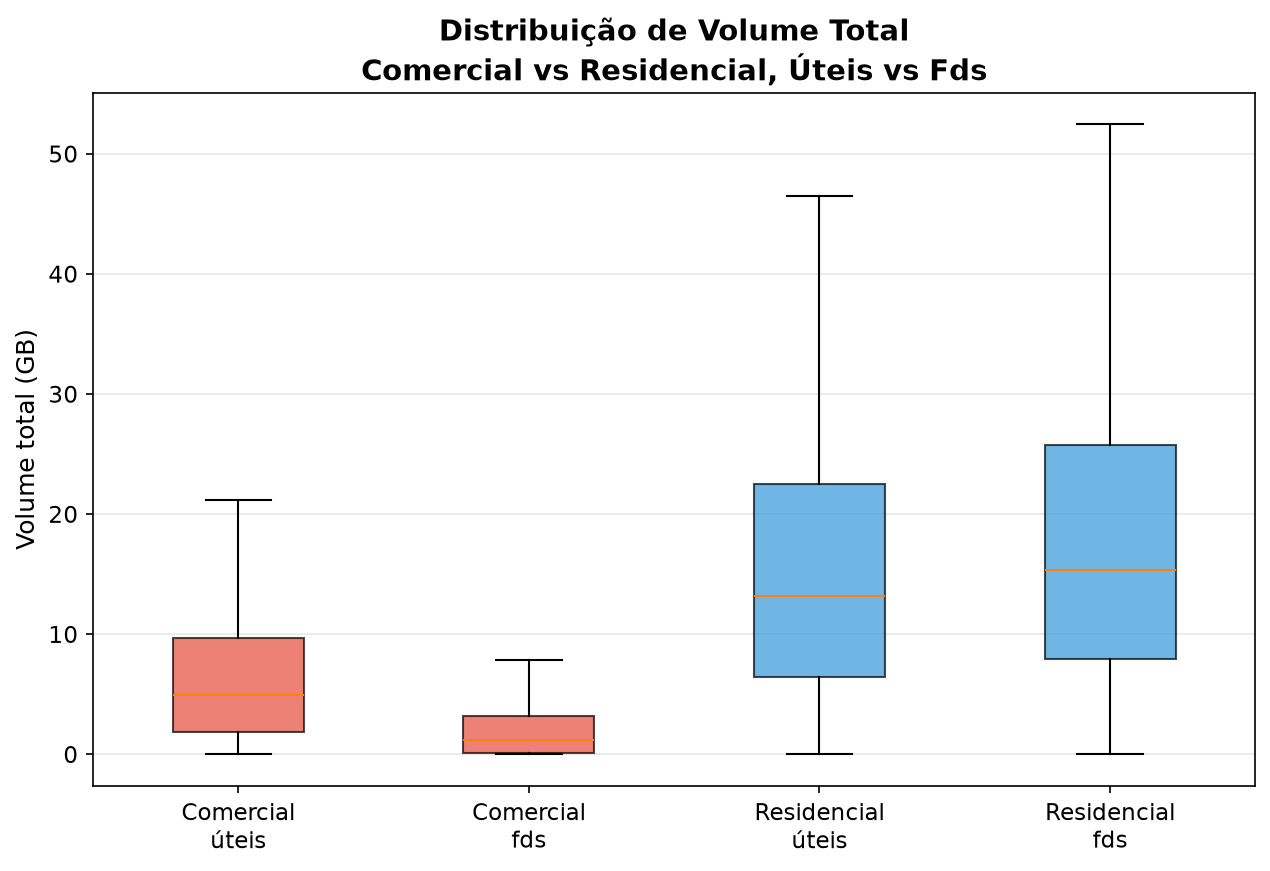 Distribuição de Volume Total
Comercial vs Residencial, Úteis vs Fds
Volume total (GB)
50
40
30
20
10
0
Comercial
úteis
Comercial
fds
Residencial
úteis
Residencial
fds